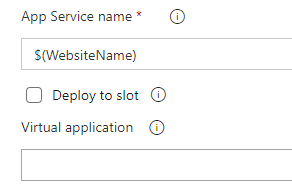 App Service name *
$(WebsiteName)
Deploy to slot
Virtual application